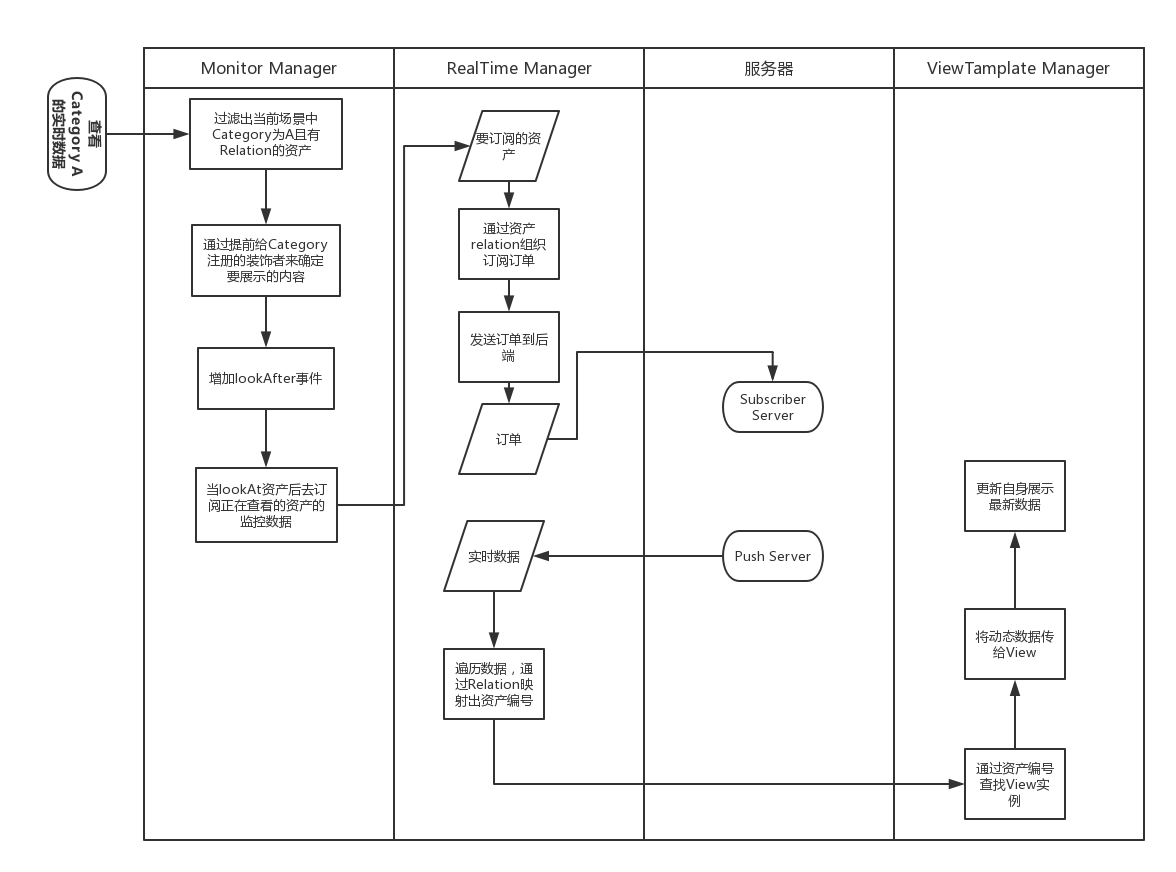 Monitor Manager
RealTime Manager
服务器
ViewTamplate Manager
查看
Category A
的实时数据
过滤出当前场景中
Category为A且有
Relation的资产
通过提前给Category
注册的装饰者来确定
要展示的内容
增加lookAfter事件
当lookAt资产后去订
阅正在查看的资产的
监控数据
要订阅的资
产
通过资产
relation组织
订阅订单
发送订单到后
端
订单
实时数据
遍历数据，通
过Relation映
射出资产编号
Subscriber
Server
Push Server
更新自身展示
最新数据
将动态数据传
给View
通过资产编号
查找View实
例